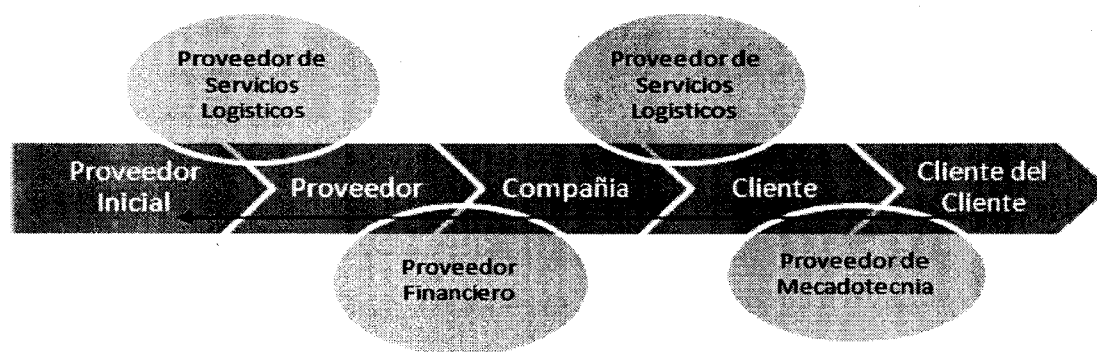 Proveedor de
Servicios
Logisticos
Proveedor de
Servicios
Logisticos
Proveedor
Inicial
Proveedor
Compañia
Cliente
Cliente del
Cliente
Proveedor
Financiero
Proveedor de
Mecadotecnia